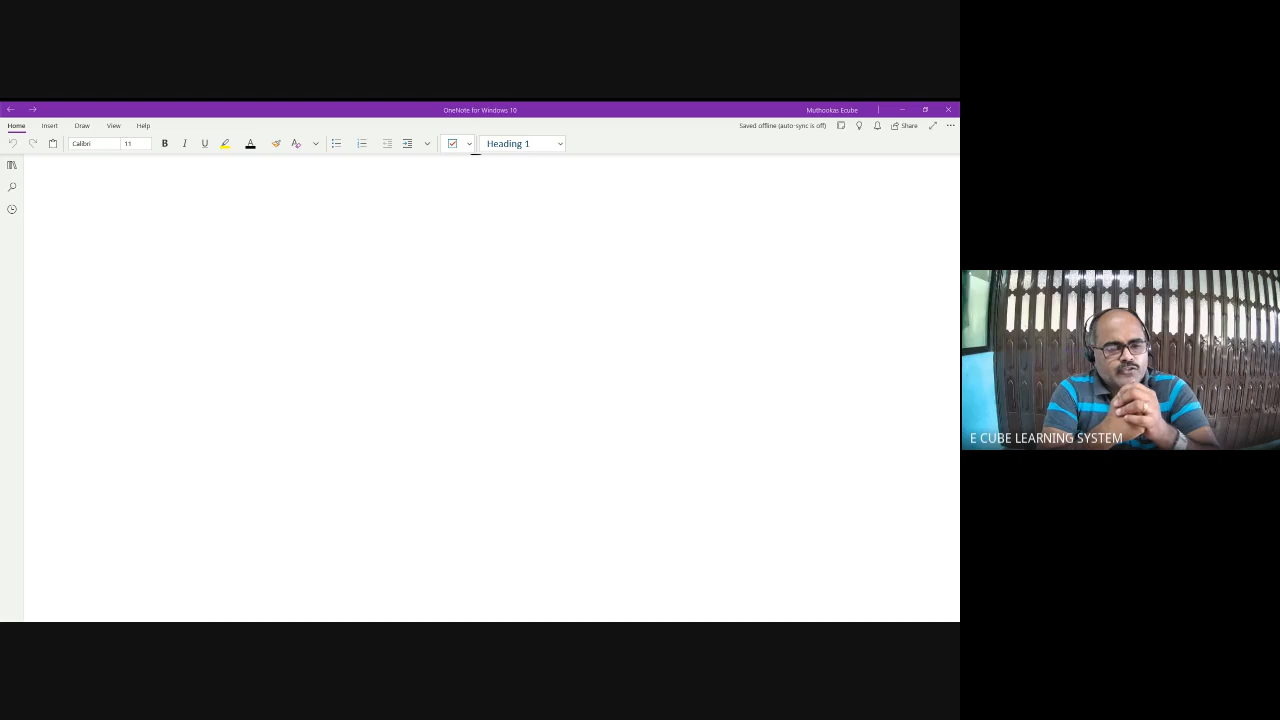 OneNote for Windows 10
Muthookas Ecube
Home Insert Draw View Help
Saved offline (auto-sync is off)
Share
Calibri 11 B I U A A Heading 1
E CUBE LEARNING SYSTEM